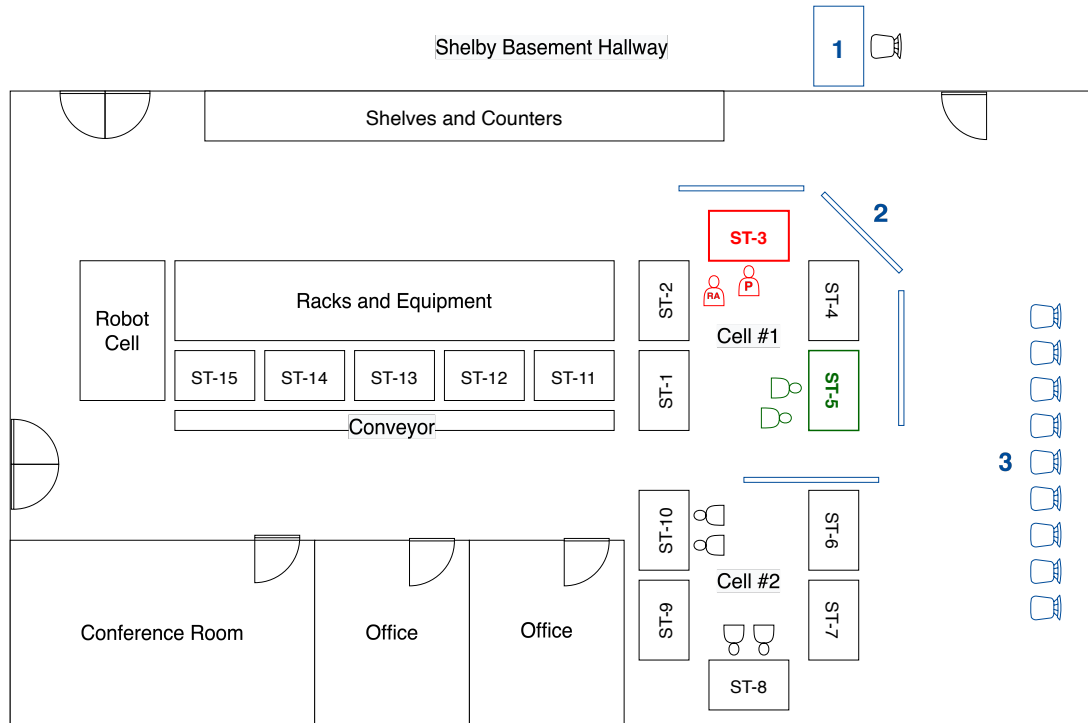 1
Shelby Basement Hallway
Shelves and Counters
2
ST-3
RA
P
ST-2
ST-4
Racks and Equipment
Robot
Cell
Cell #1
ST-15
ST-14
ST-13
ST-12
ST-11
ST-1
ST-5
Conveyor
3
ST-10
ST-6
Cell #2
ST-9
ST-7
Conference Room
Office
Office
ST-8